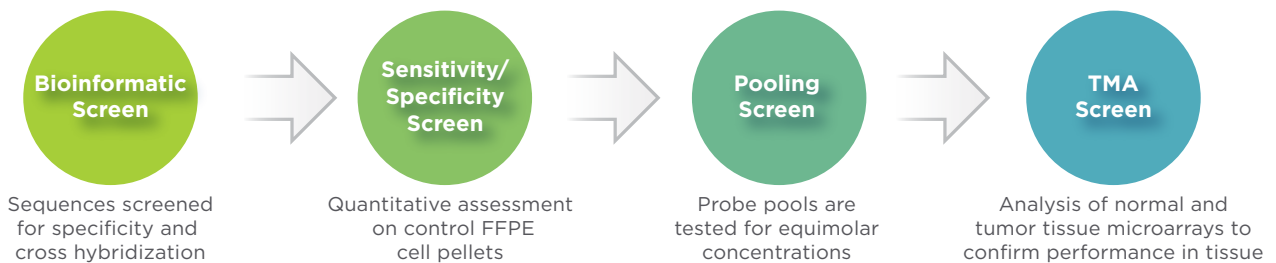 Bioinformatic
Screen
Sequences screened
for specificity and
cross hybridization
Sensitivity/
Specificity
Screen
Quantitative assessment
on control FFPE
cell pellets
Pooling
Screen
Probe pools are
tested for equimolar
concentrations
TMA
Screen
Analysis of normal and
tumor tissue microarrays to
confirm performance in tissue